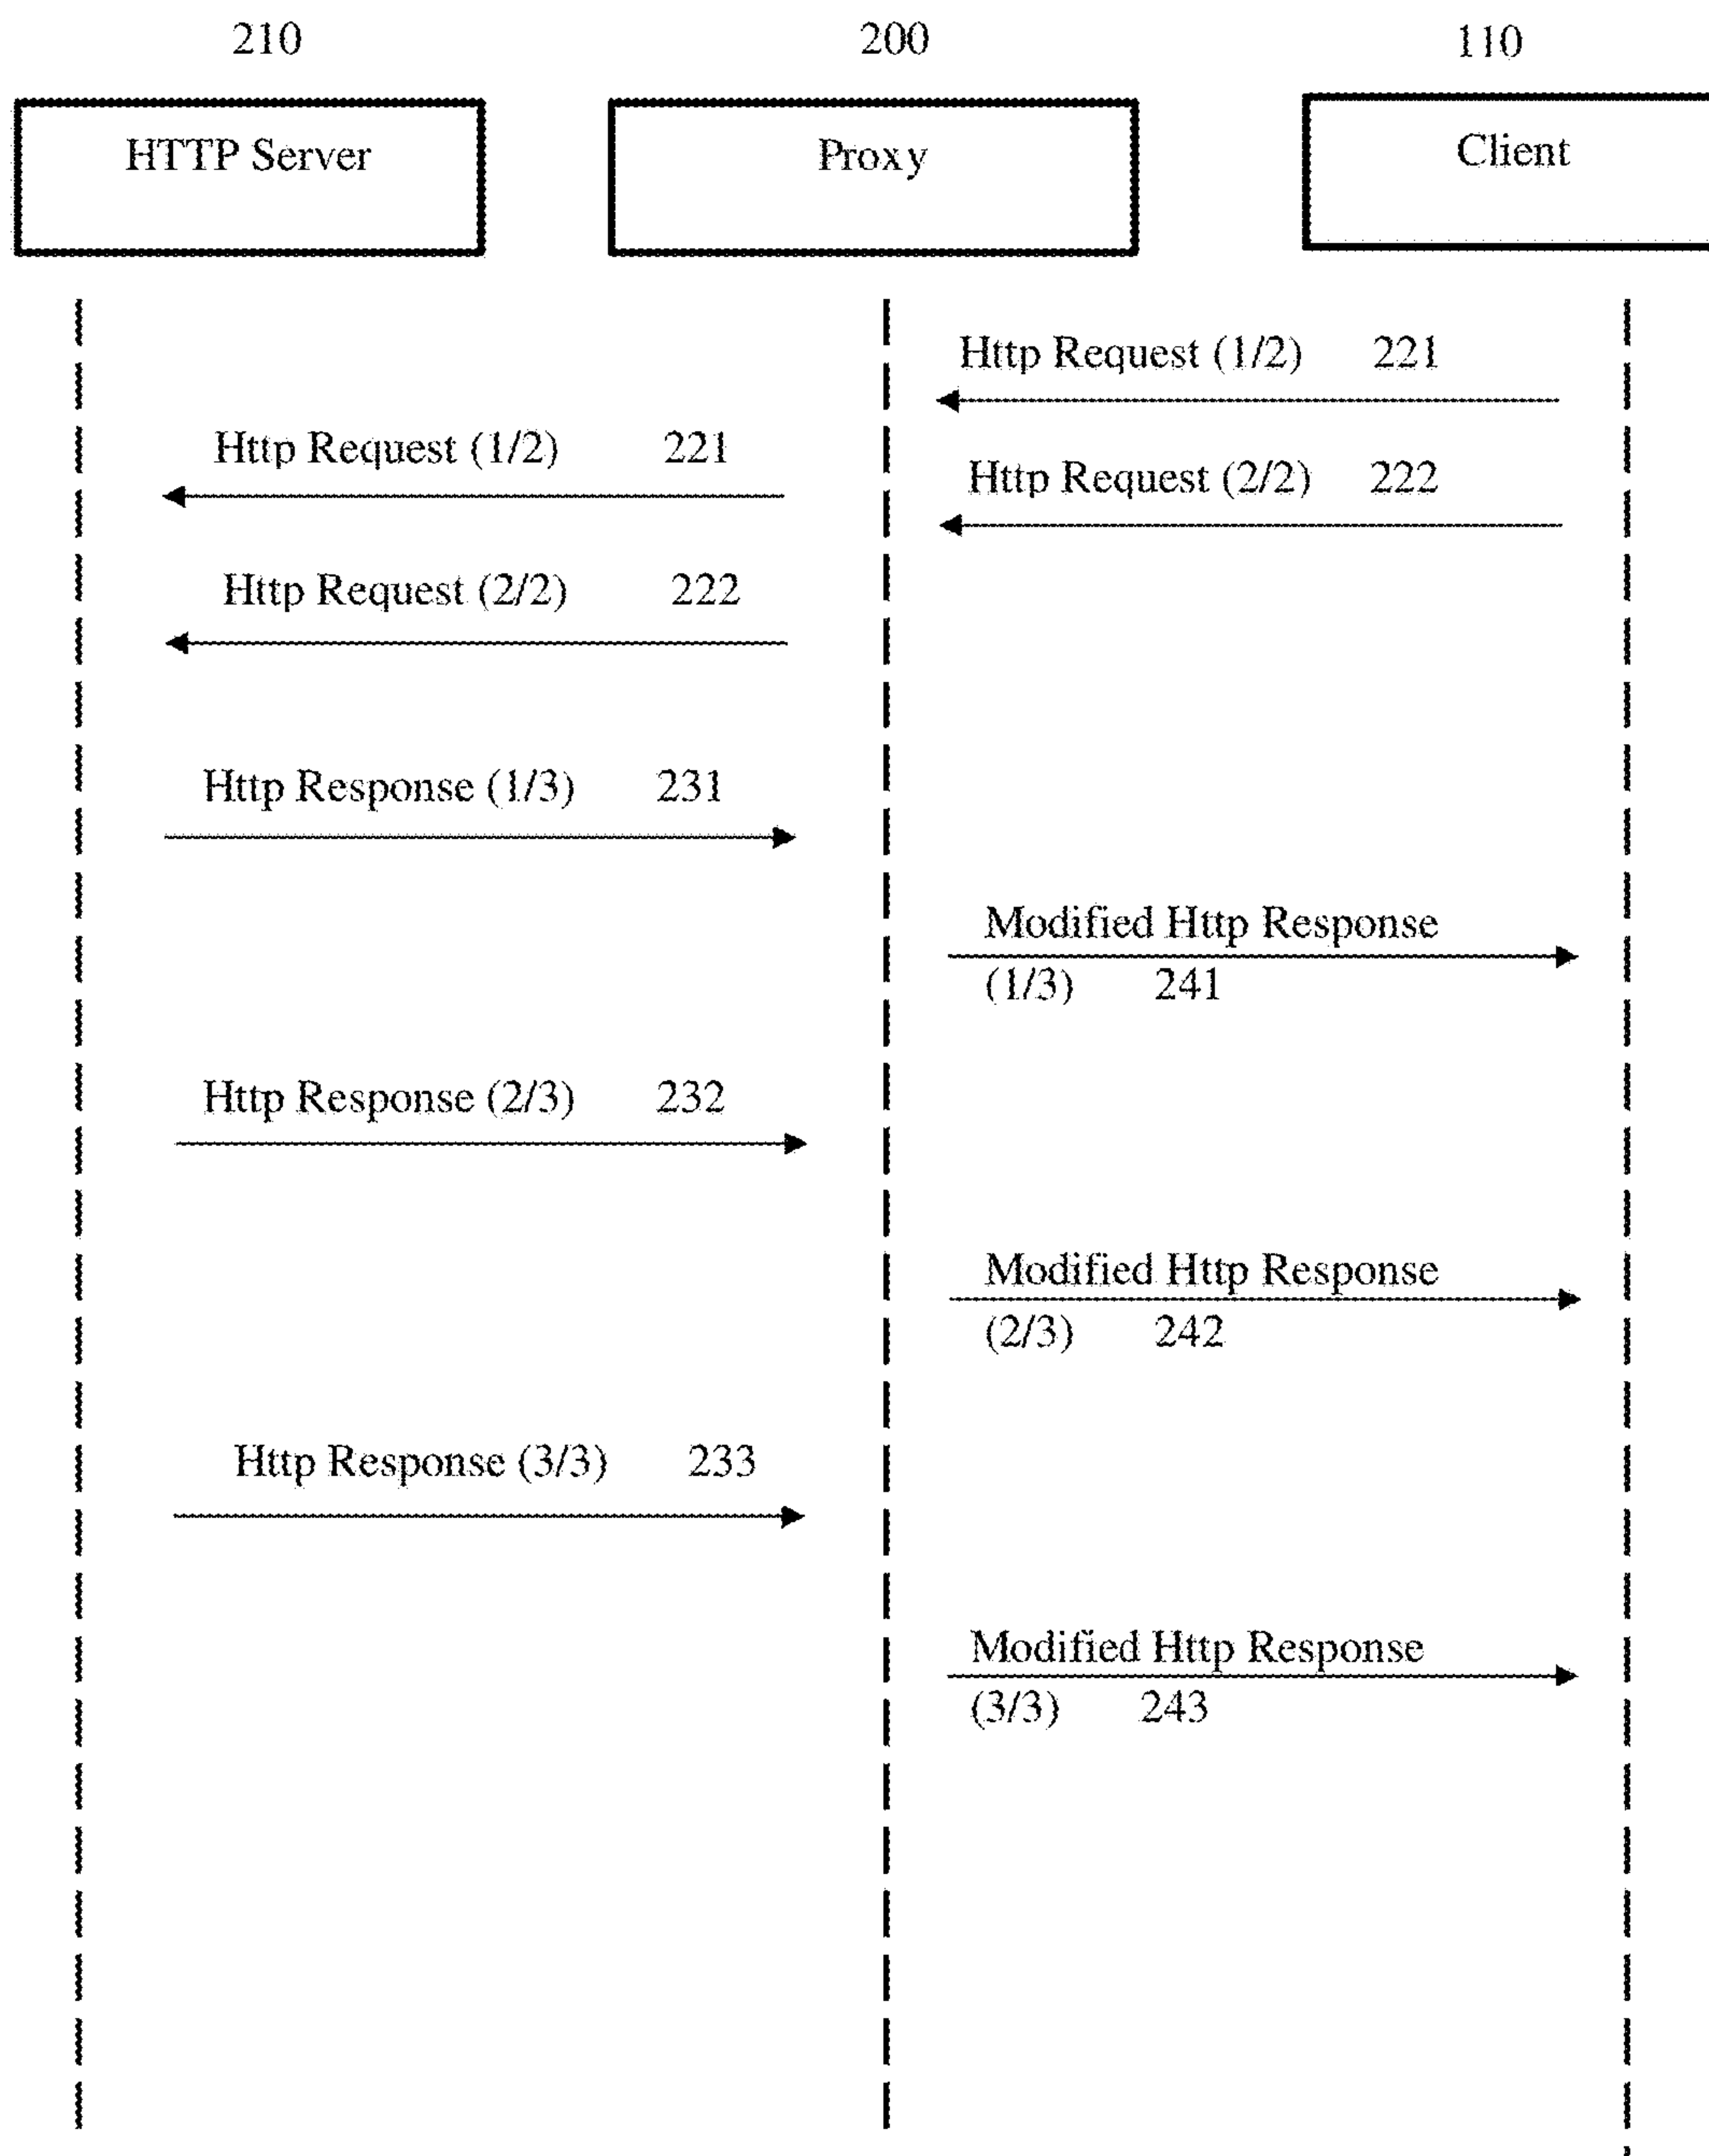 210 200 110
HTTP Server Proxy Client
Http Request (1/2) 221
Http Request (1/2) 221
Http Request (2/2) 222
Http Request (2/2) 222
Http Response (1/3) 231
Modified Http Response
(1/3) 241
Http Response (2/3) 232
Modified Http Response
(2/3) 242
Http Response (3/3) 233
Modified Http Response
(3/3) 243